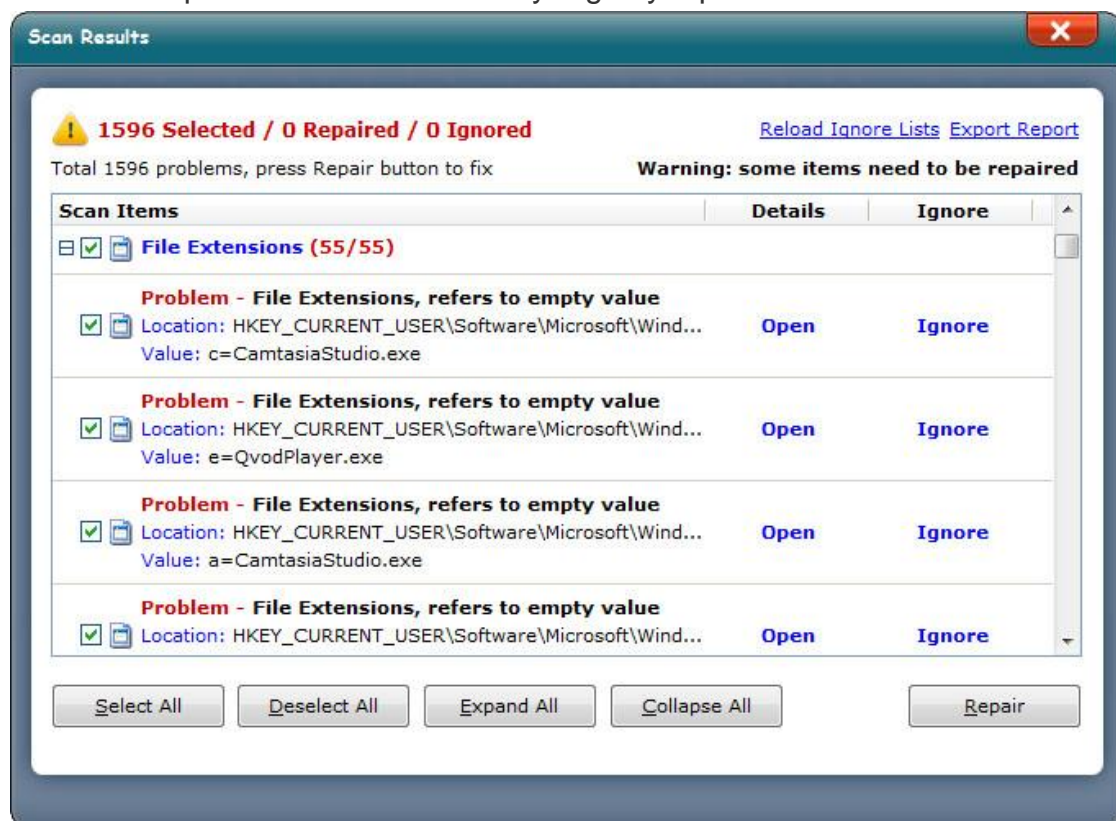 Scan Results
1596 Selected / 0 Repaired / 0 Ignored
Reload Ignore Lists Export Report
Total 1596 problems, press Repair button to fix
Warning: some items need to be repaired
Scan Items Details Ignore
File Extensions (55/55)
Problem - File Extensions, refers to empty value
Location: HKEY_CURRENT_USER\Software\Microsoft\Wind... Open Ignore
Value: c=CamtasiaStudio.exe
Problem - File Extensions, refers to empty value
Location: HKEY_CURRENT_USER\Software\Microsoft\Wind... Open Ignore
Value: e=QvodPlayer.exe
Problem - File Extensions, refers to empty value
Location: HKEY_CURRENT_USER\Software\Microsoft\Wind... Open Ignore
Value: a=CamtasiaStudio.exe
Problem - File Extensions, refers to empty value
Location: HKEY_CURRENT_USER\Software\Microsoft\Wind... Open Ignore
Select All Deselect All Expand All Collapse All Repair